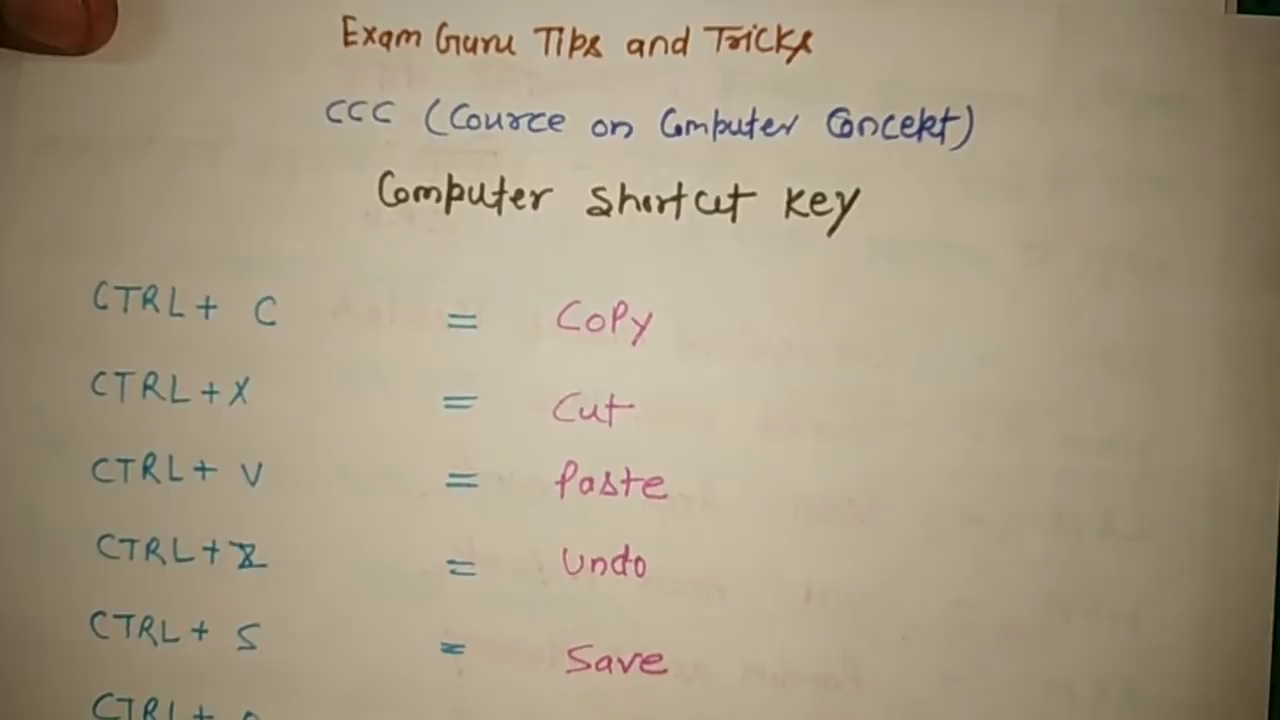 Exam Guru Tips and Tricks
CCC (Cource on Computer Concept)
Computer Shortcut Key
CTRL + C = Copy
CTRL + X = Cut
CTRL + V = Paste
CTRL + Z = Undo
CTRL + S = Save
CTRL +